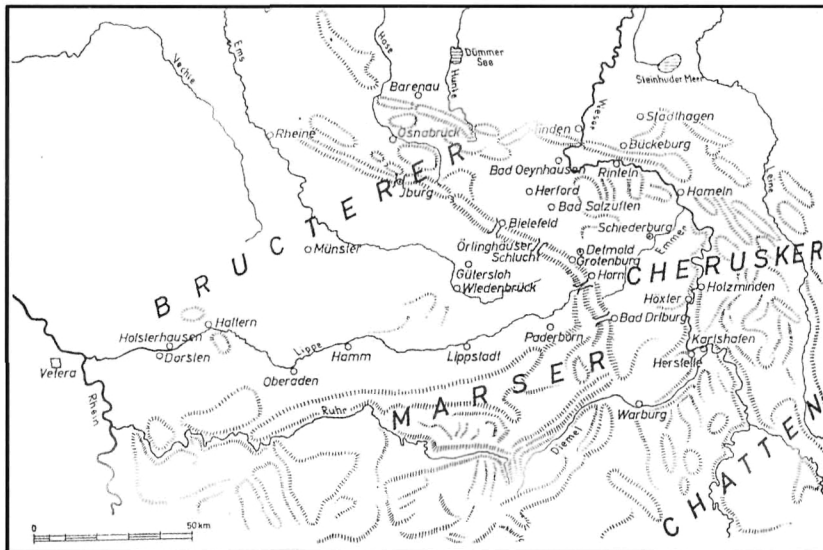 Vechte
Ems
Hase
Hunte
Dümmer
See
Barenau
Weser
Steinhuder Meer
Stadthagen
Leine
Rheine
Osnabrück
Minden
Bückeburg
Bad Oeynhausen
Rinteln
Jburg
Herford
Hameln
Bad Salzuflen
BRUCTERER
Bielefeld
Schiederburg
Münster
Örlinghauser
Schlucht
Detmold
Emmer
Grotenburg
Gütersloh
Horn
CHERUSKER
Wiedenbrück
Holzminden
Höxter
Haltern
Bad Driburg
Holsterhausen
Dorsten
Lippe
Hamm
Lippstadt
Paderborn
Karlshafen
Vetera
Oberaden
Herstelle
Rhein
Ruhr
MARSER
Warburg
Diemel
CHATTEN
0 50 km